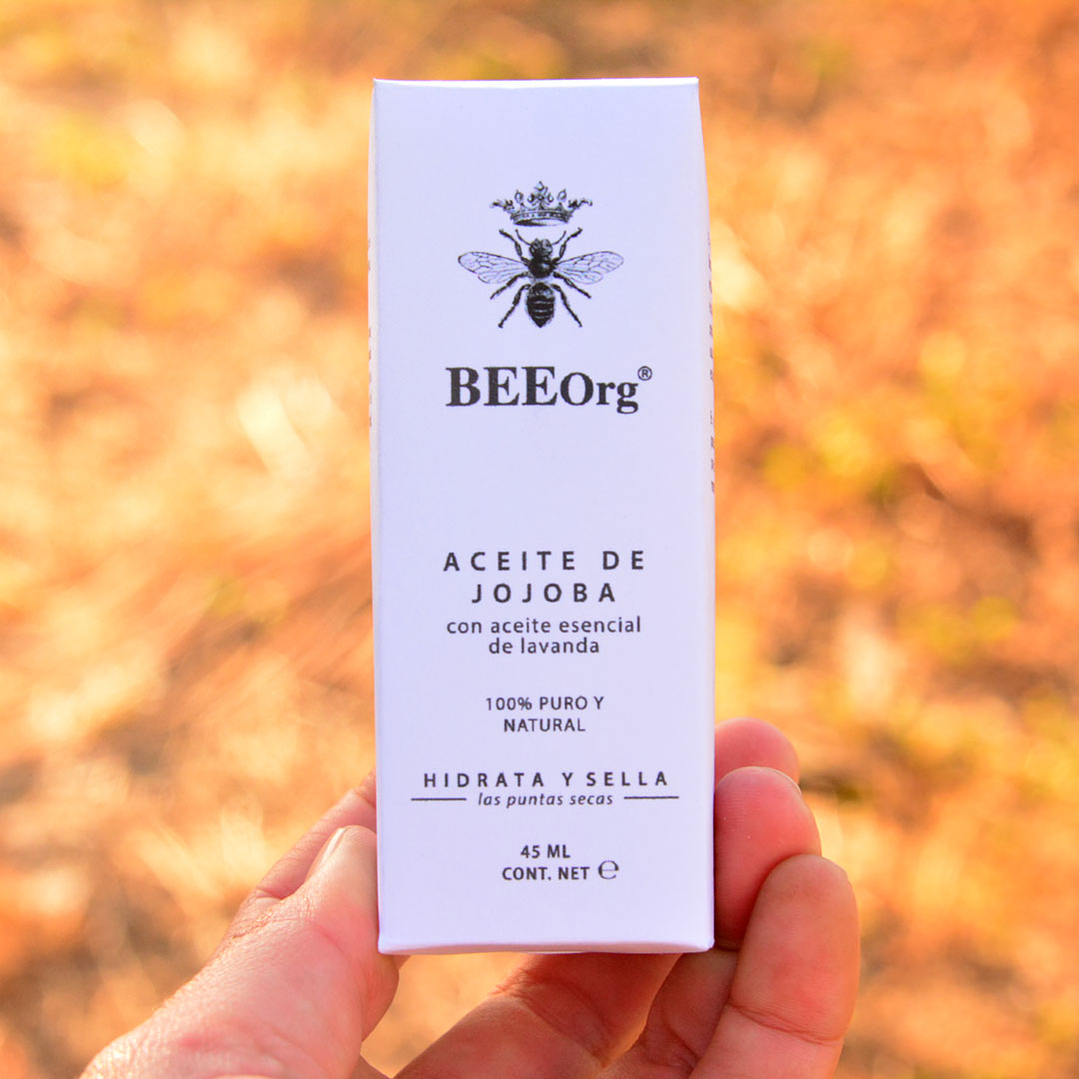 BEEOrg®
ACEITE DE
JOJOBA
con aceite esencial
de lavanda
100% PURO Y
NATURAL
HIDRATA Y SELLA
las puntas secas
45 ML
CONT. NET ℮